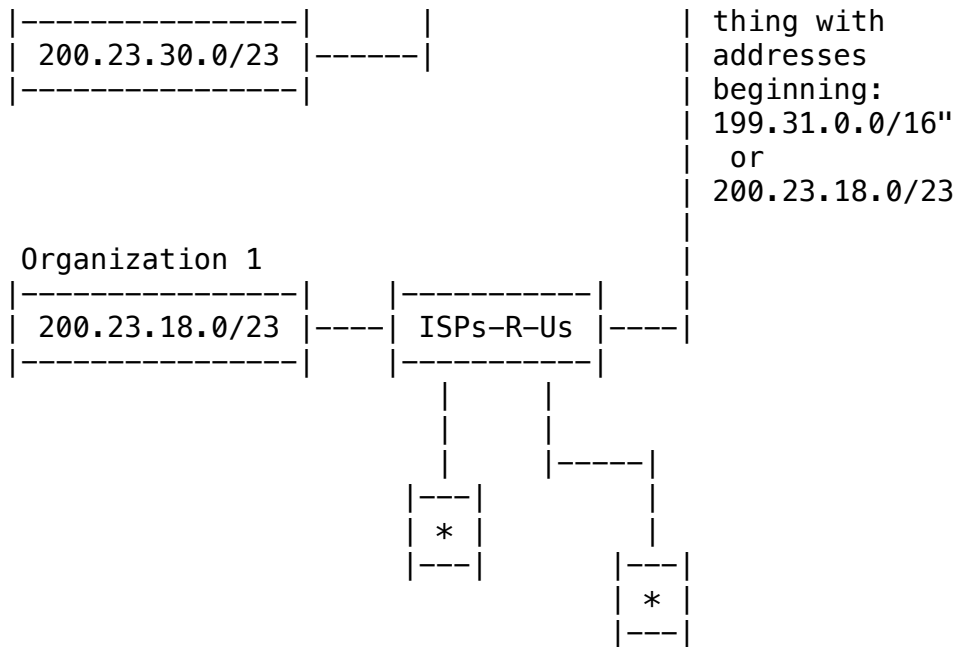 thing with
200.23.30.0/23 addresses
beginning:
199.31.0.0/16"
or
200.23.18.0/23
Organization 1
200.23.18.0/23 ISPs-R-Us
*
*